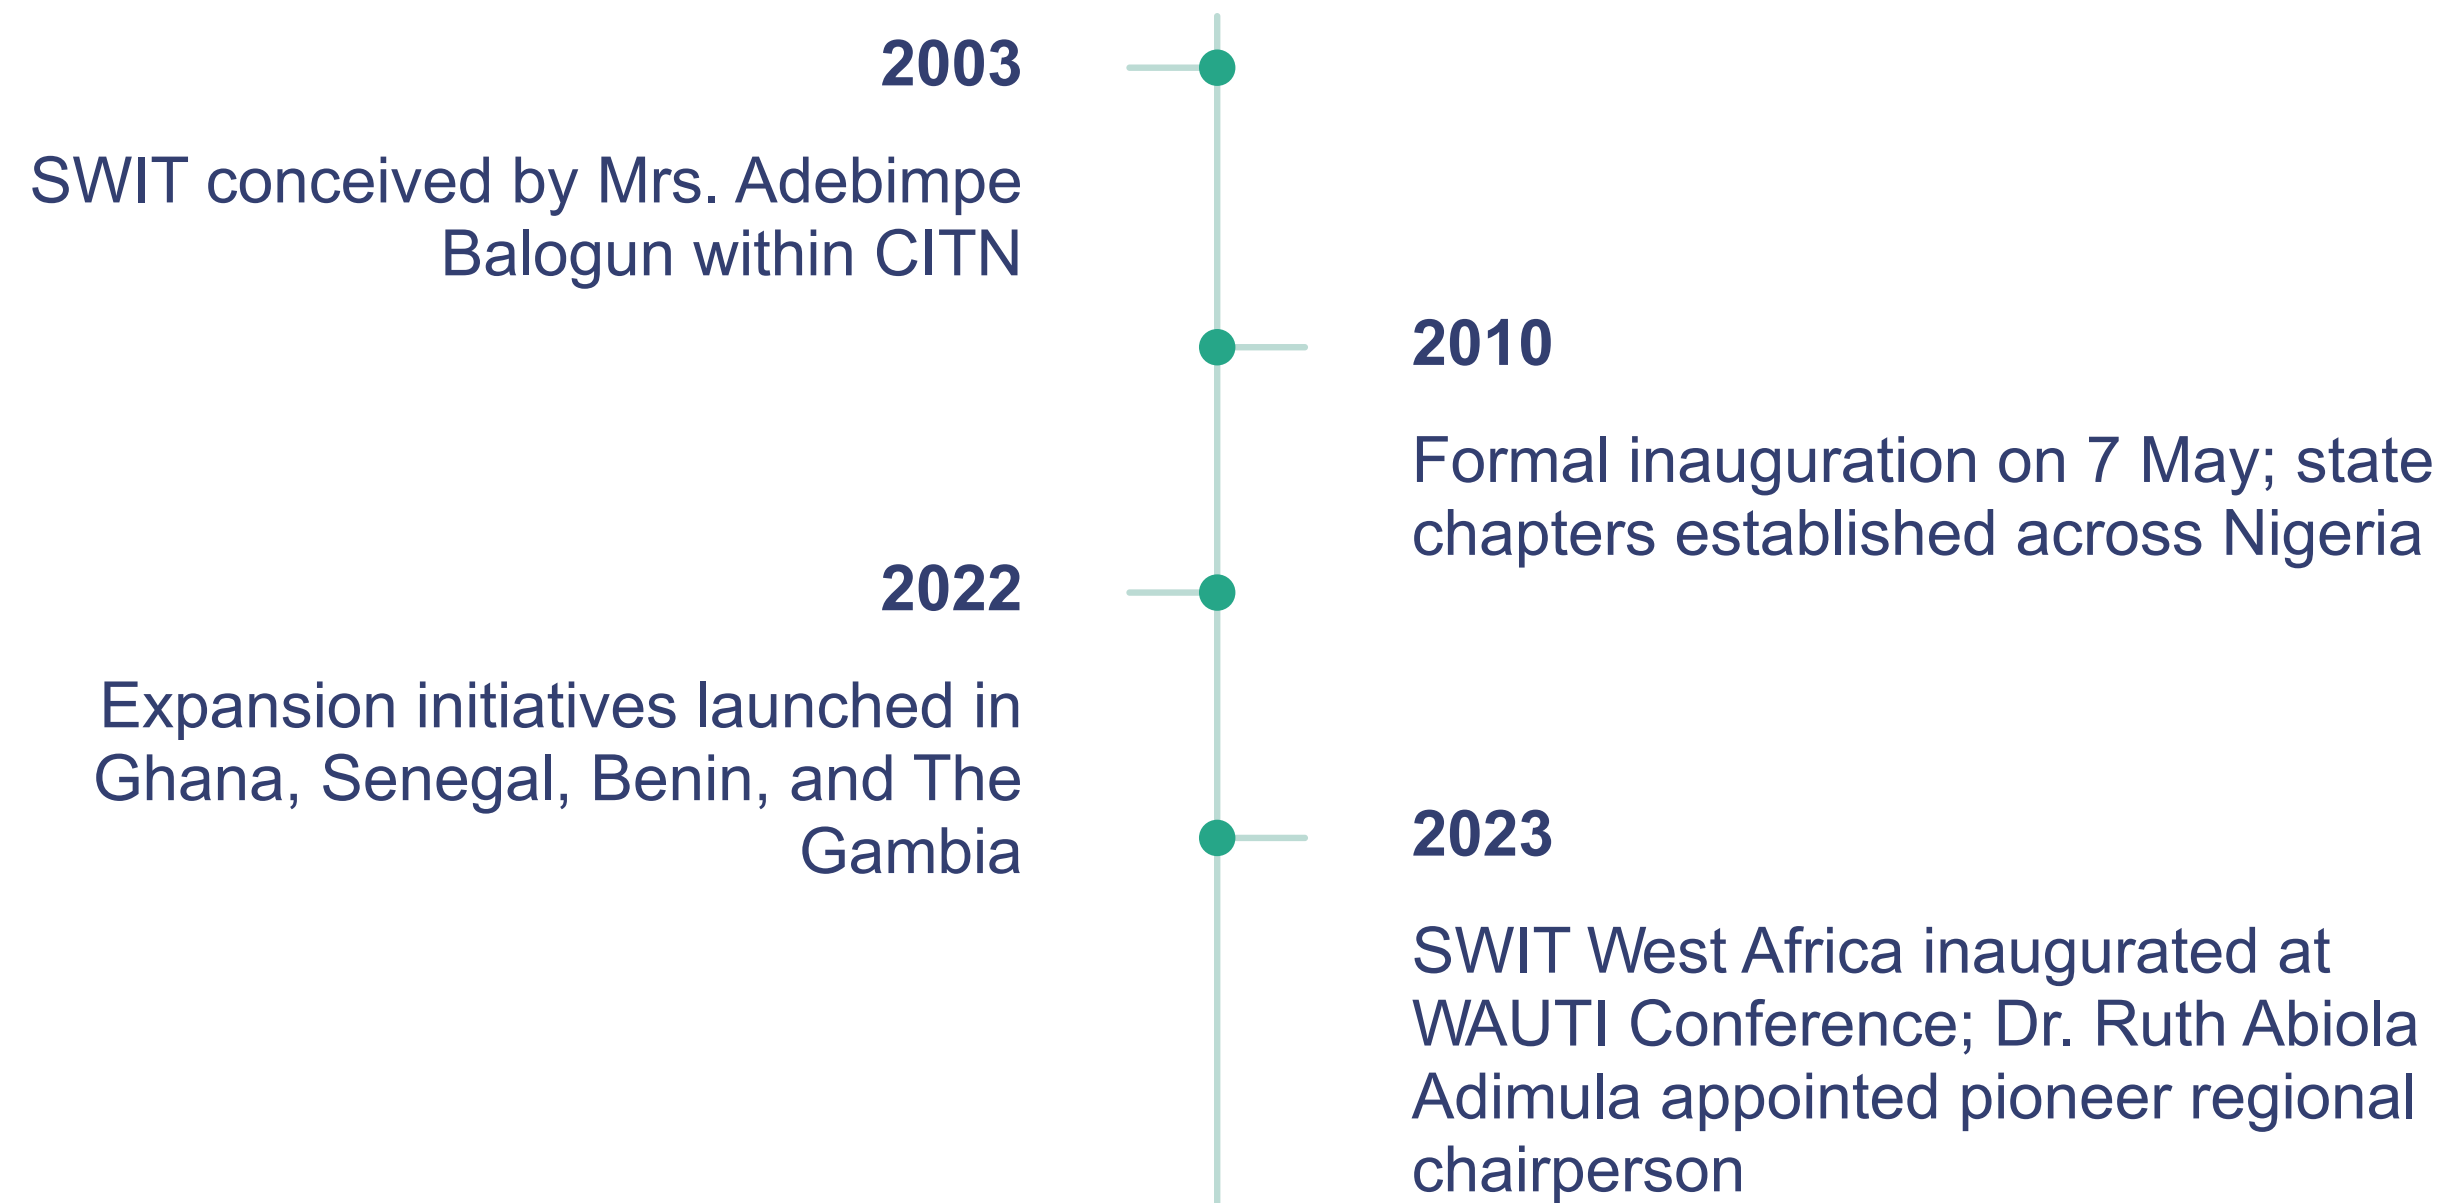 2003
SWIT conceived by Mrs. Adebimpe
Balogun within CITN
2010
Formal inauguration on 7 May; state
chapters established across Nigeria
2022
Expansion initiatives launched in
Ghana, Senegal, Benin, and The
Gambia
2023
SWIT West Africa inaugurated at
WAUTI Conference; Dr. Ruth Abiola
Adimula appointed pioneer regional
chairperson